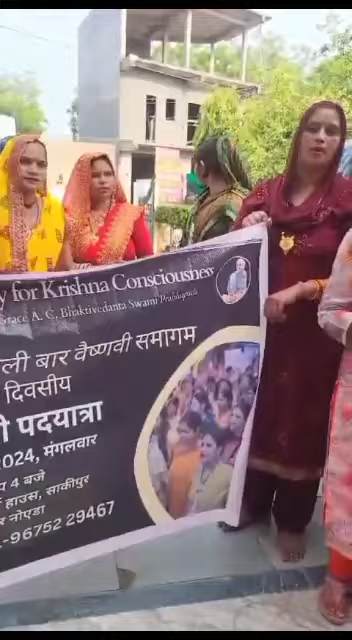 y for Krishna Consciousness
Grace A. C. Bhaktivedanta Swami Prabhupada
ली बार वैष्णवी समागम
दिवसीय
ी पदयात्रा
2024, मंगलवार
4 बजे
हाउस, साकीपुर
र नोएडा
-96752 29467